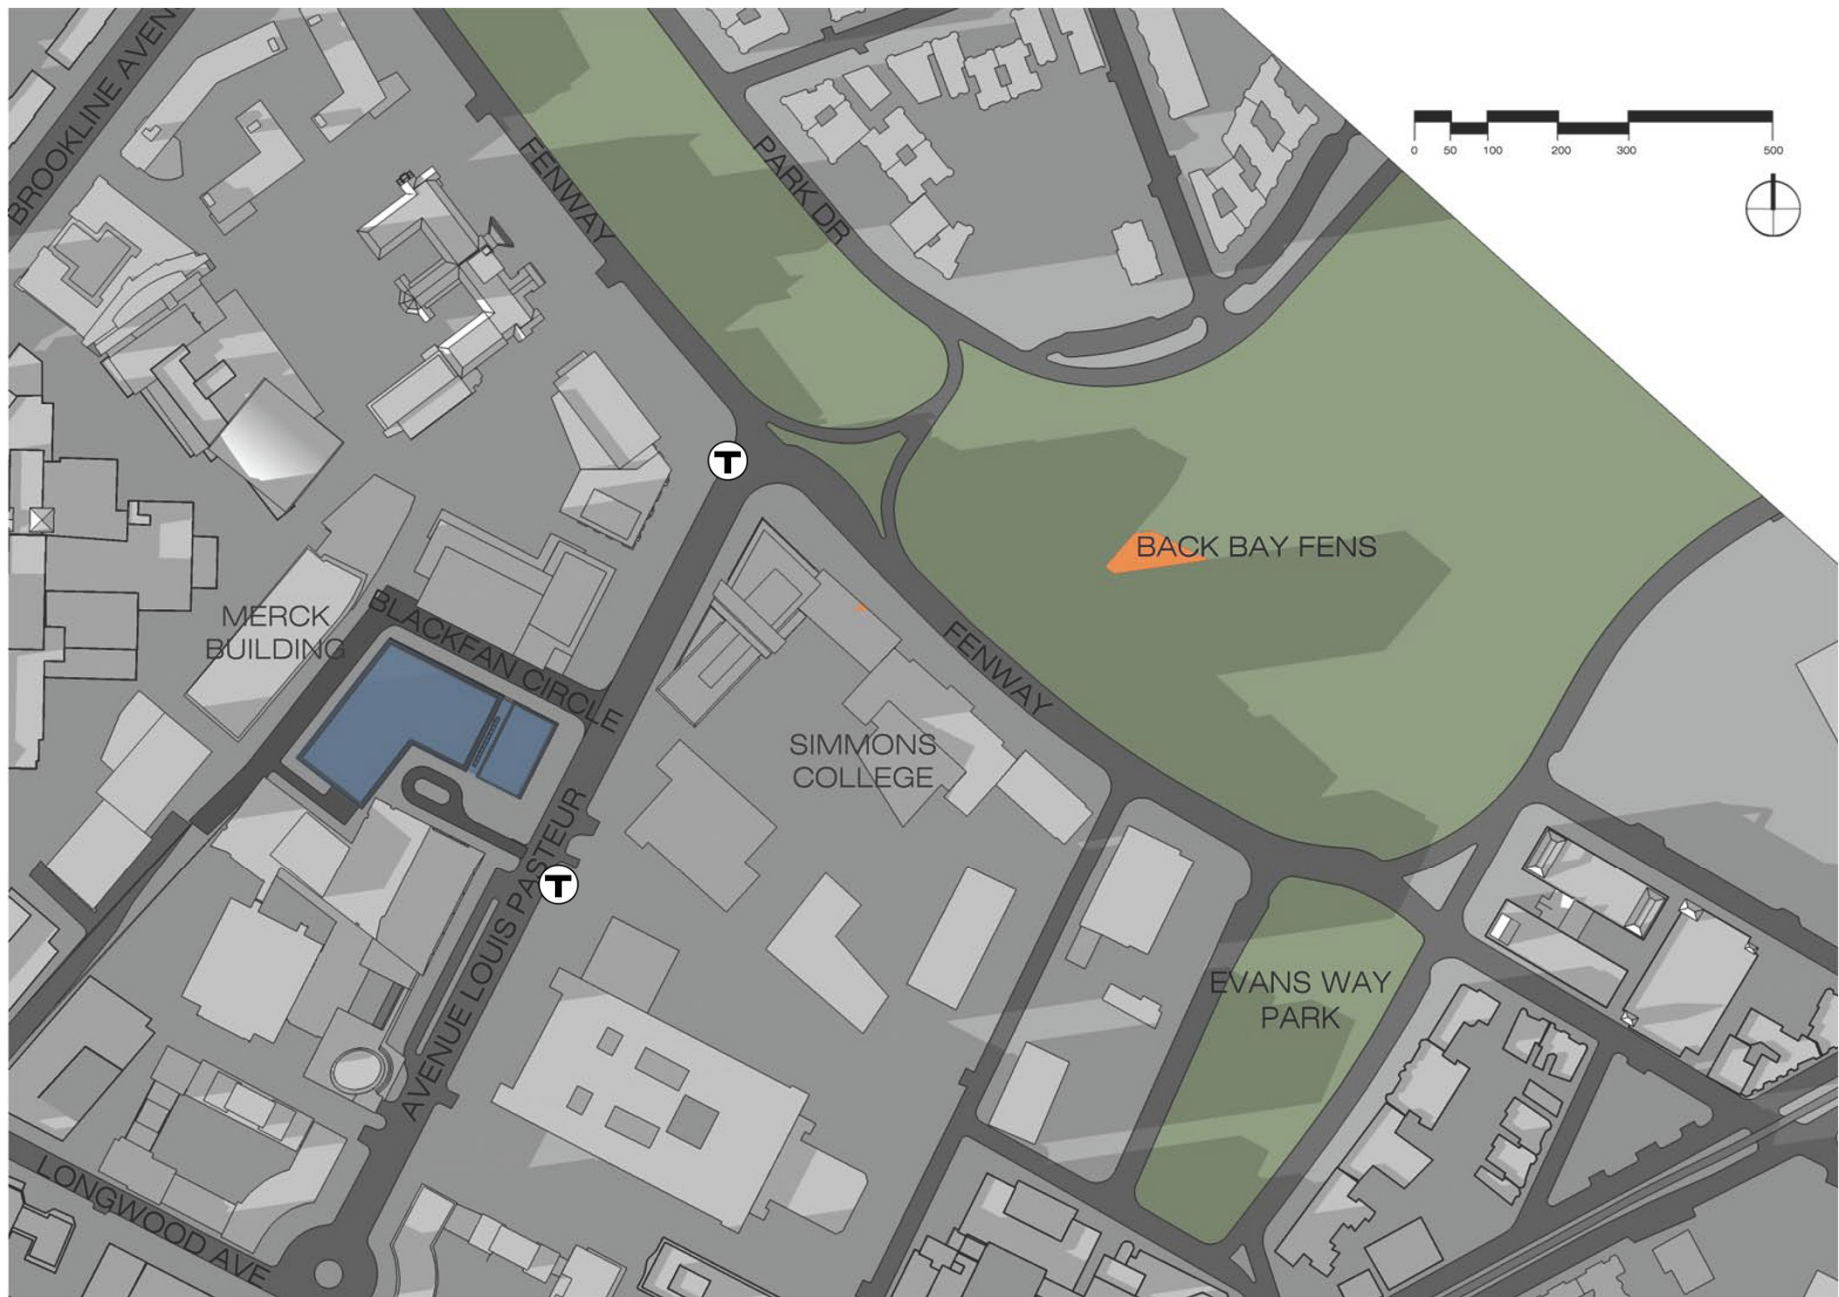 BROOKLINE AVEN
FENWAY
PARK DR
0 50 100 200 300 500
T
BACK BAY FENS
MERCK
BUILDING
BLACKFAN CIRCLE
FENWAY
SIMMONS
COLLEGE
T
AVENUE LOUIS PASTEUR
EVANS WAY
PARK
LONGWOOD AVE